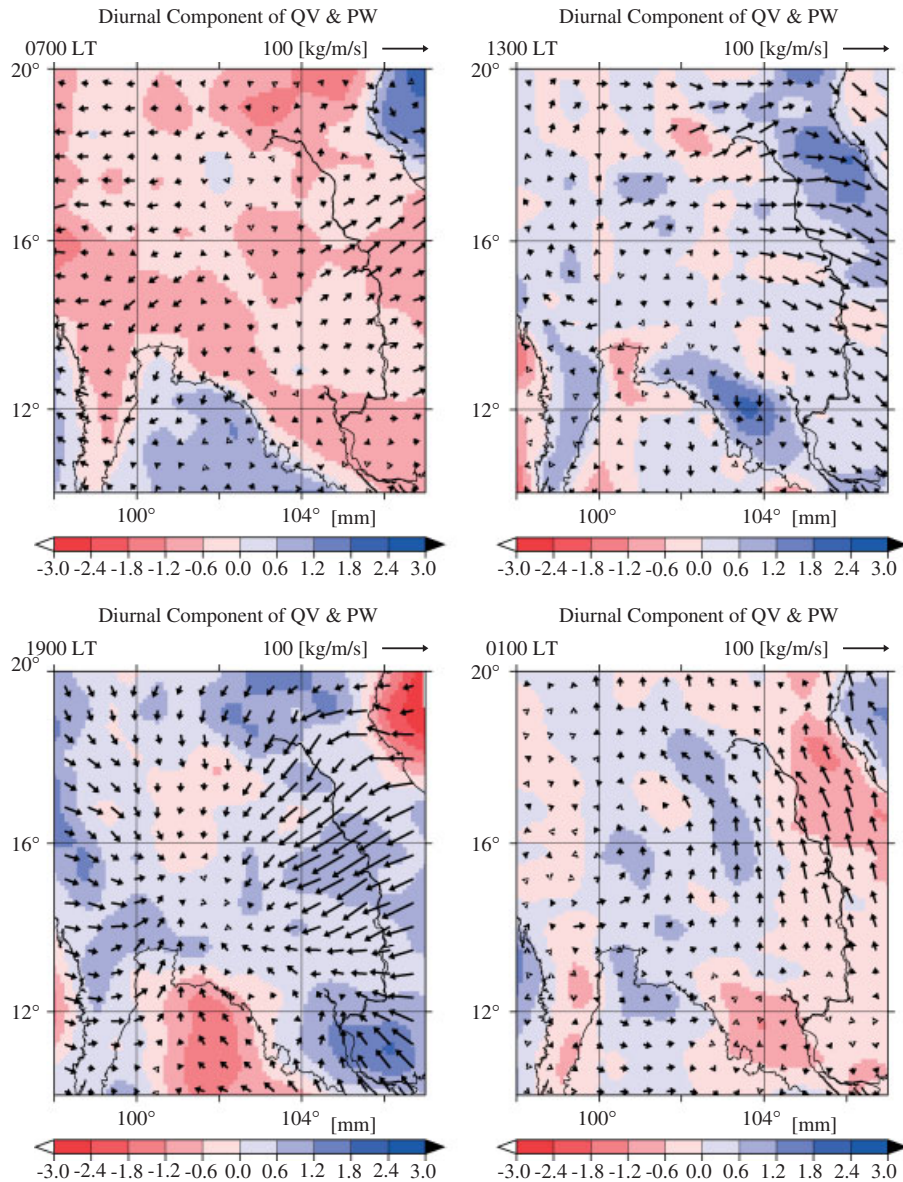 Diurnal Component of QV & PW
0700 LT 100 [kg/m/s]
20°
16°
12°
100° 104° [mm]
-3.0 -2.4 -1.8 -1.2 -0.6 0.0 0.6 1.2 1.8 2.4 3.0
Diurnal Component of QV & PW
1300 LT 100 [kg/m/s]
20°
16°
12°
100° 104° [mm]
-3.0 -2.4 -1.8 -1.2 -0.6 0.0 0.6 1.2 1.8 2.4 3.0
Diurnal Component of QV & PW
1900 LT 100 [kg/m/s]
20°
16°
12°
100° 104° [mm]
-3.0 -2.4 -1.8 -1.2 -0.6 0.0 0.6 1.2 1.8 2.4 3.0
Diurnal Component of QV & PW
0100 LT 100 [kg/m/s]
20°
16°
12°
100° 104° [mm]
-3.0 -2.4 -1.8 -1.2 -0.6 0.0 0.6 1.2 1.8 2.4 3.0